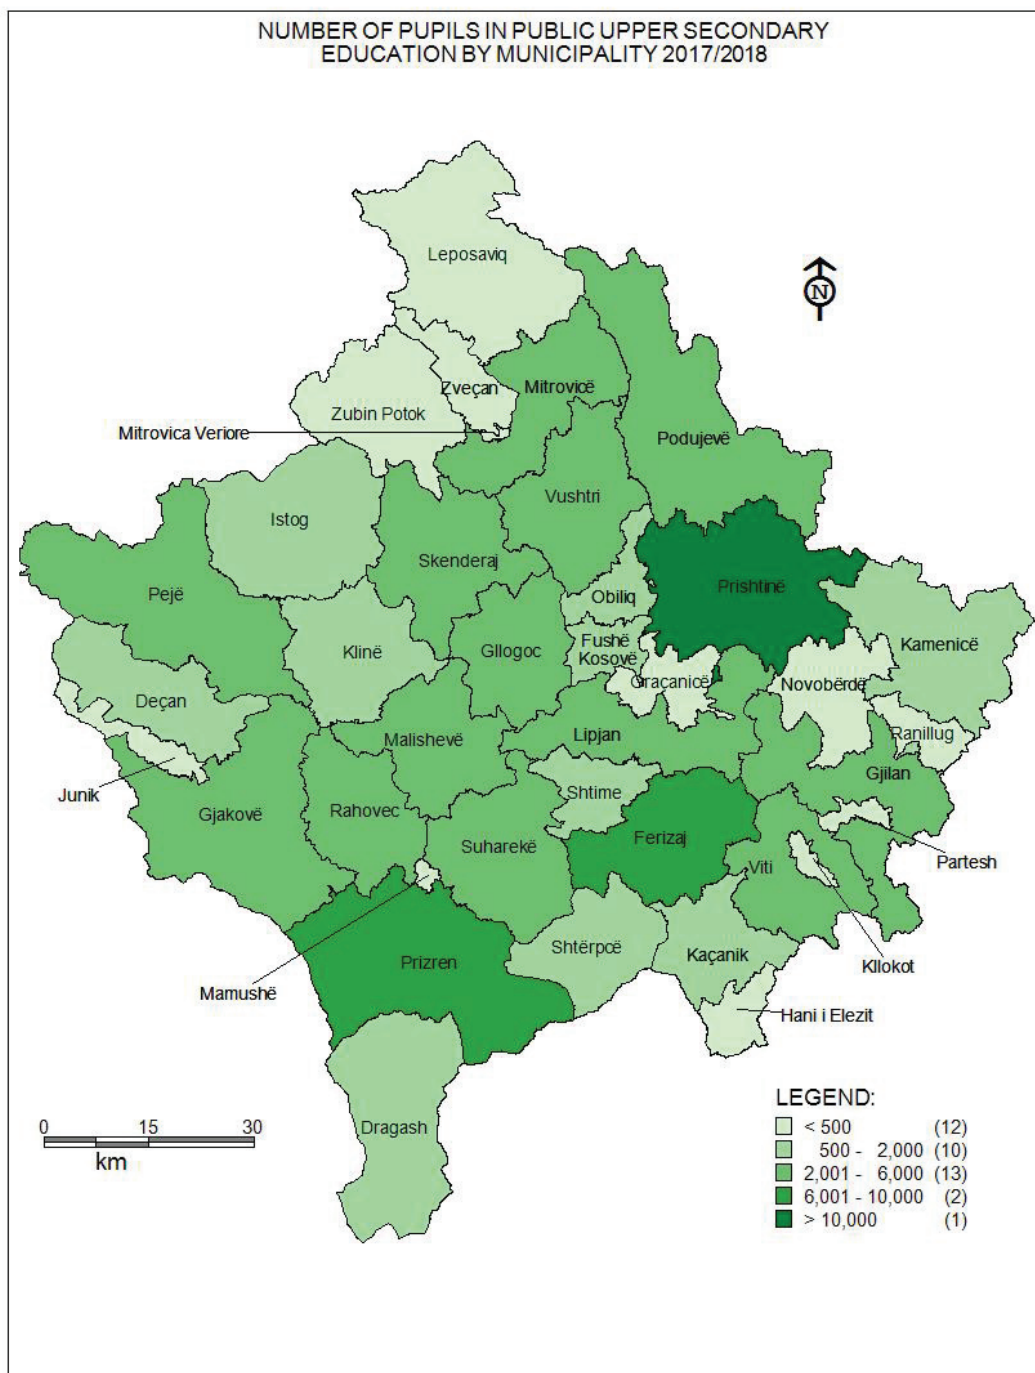 NUMBER OF PUPILS IN PUBLIC UPPER SECONDARY
EDUCATION BY MUNICIPALITY 2017/2018
Leposaviq
N
Zveçan
Mitrovicë
Zubin Potok
Mitrovica Veriore
Podujevë
Vushtri
Istog
Skenderaj
Prishtinë
Pejë
Obiliq
Fushë
Kosovë
Kamenicë
Klinë
Gllogoc
Graçanicë
Novobërdë
Deçan
Ranillug
Malishevë
Lipjan
Gjilan
Junik
Shtime
Gjakovë
Rahovec
Ferizaj
Suharekë
Partesh
Viti
Shtërpcë
Kaçanik
Prizren
Kllokot
Mamushë
Hani i Elezit
Dragash
0 15 30
km
LEGEND:
< 500 (12)
500 - 2,000 (10)
2,001 - 6,000 (13)
6,001 - 10,000 (2)
> 10,000 (1)